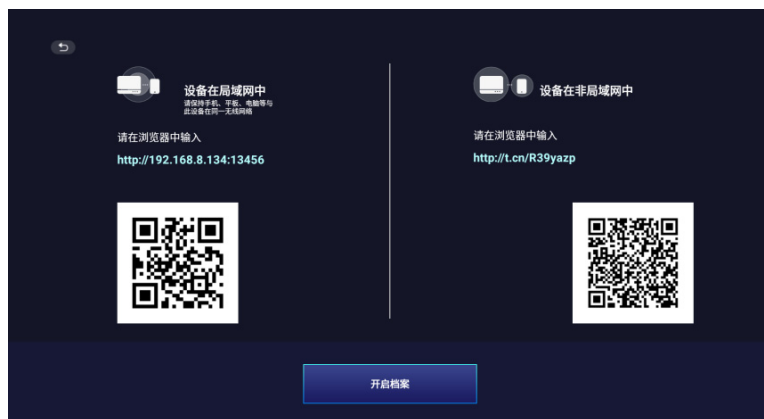 设备在局域网中
请保持手机、平板、电脑等与
此设备在同一无线网络
请在浏览器中输入
http://192.168.8.134:13456
设备在非局域网中
请在浏览器中输入
http://t.cn/R39yazp
开启档案